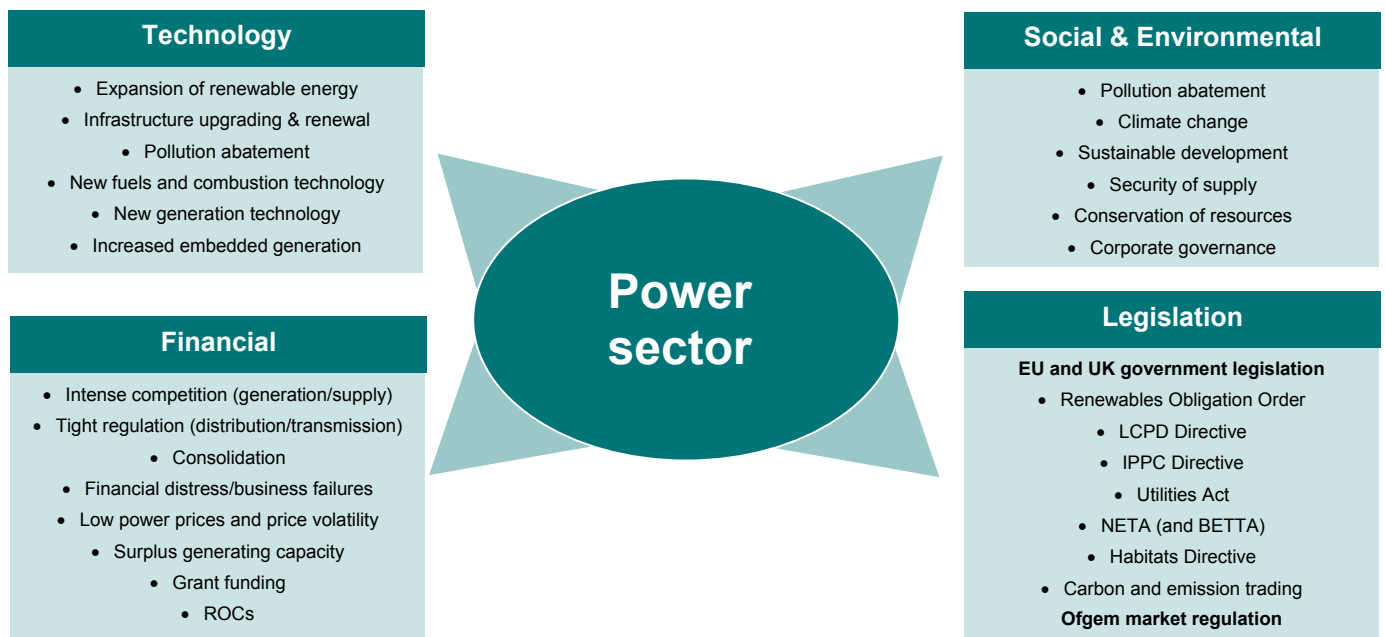 Technology
• Expansion of renewable energy
• Infrastructure upgrading & renewal
• Pollution abatement
• New fuels and combustion technology
• New generation technology
• Increased embedded generation
Financial
• Intense competition (generation/supply)
• Tight regulation (distribution/transmission)
• Consolidation
• Financial distress/business failures
• Low power prices and price volatility
• Surplus generating capacity
• Grant funding
• ROCs
Power
sector
Social & Environmental
• Pollution abatement
• Climate change
• Sustainable development
• Security of supply
• Conservation of resources
• Corporate governance
Legislation
EU and UK government legislation
• Renewables Obligation Order
• LCPD Directive
• IPPC Directive
• Utilities Act
• NETA (and BETTA)
• Habitats Directive
• Carbon and emission trading
Ofgem market regulation